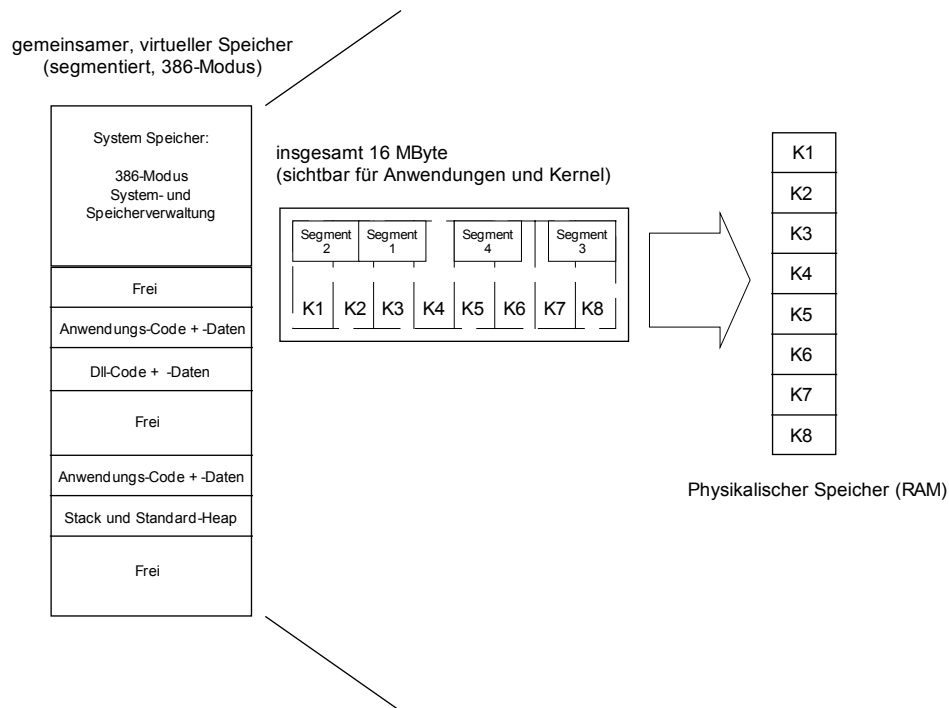 gemeinsamer, virtueller Speicher
(segmentiert, 386-Modus)
System Speicher:
386-Modus
System- und
Speicherverwaltung
Frei
Anwendungs-Code + -Daten
Dll-Code + -Daten
Frei
Anwendungs-Code + -Daten
Stack und Standard-Heap
Frei
insgesamt 16 MByte
(sichtbar für Anwendungen und Kernel)
Segment
2
Segment
1
Segment
4
Segment
3
K1 K2 K3 K4 K5 K6 K7 K8
K1
K2
K3
K4
K5
K6
K7
K8
Physikalischer Speicher (RAM)